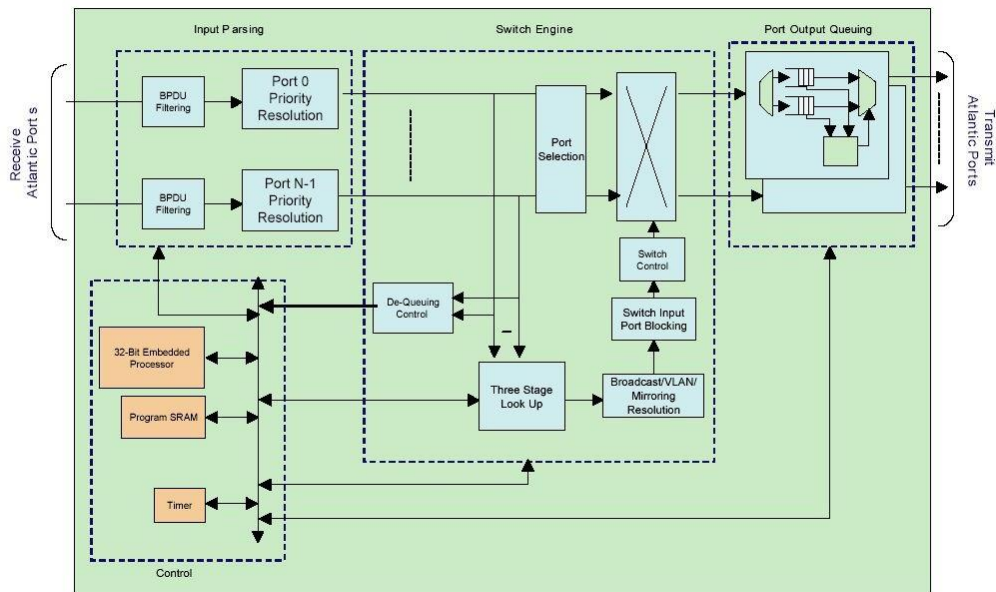 Input Parsing
Switch Engine
Port Output Queuing
Receive
Atlantic Port s
BPDU
Filtering
Port 0
Priority
Resolution
BPDU
Filtering
Port N-1
Priority
Resolution
Port
Selection
Transmit
Atlantic Ports
Switch
Control
De-Queuing
Control
Switch Input
Port Blocking
Three Stage
Look Up
Broadcast/VLAN/
Mirroring
Resolution
32-Bit Embedded
Processor
Program SRAM
Timer
Control